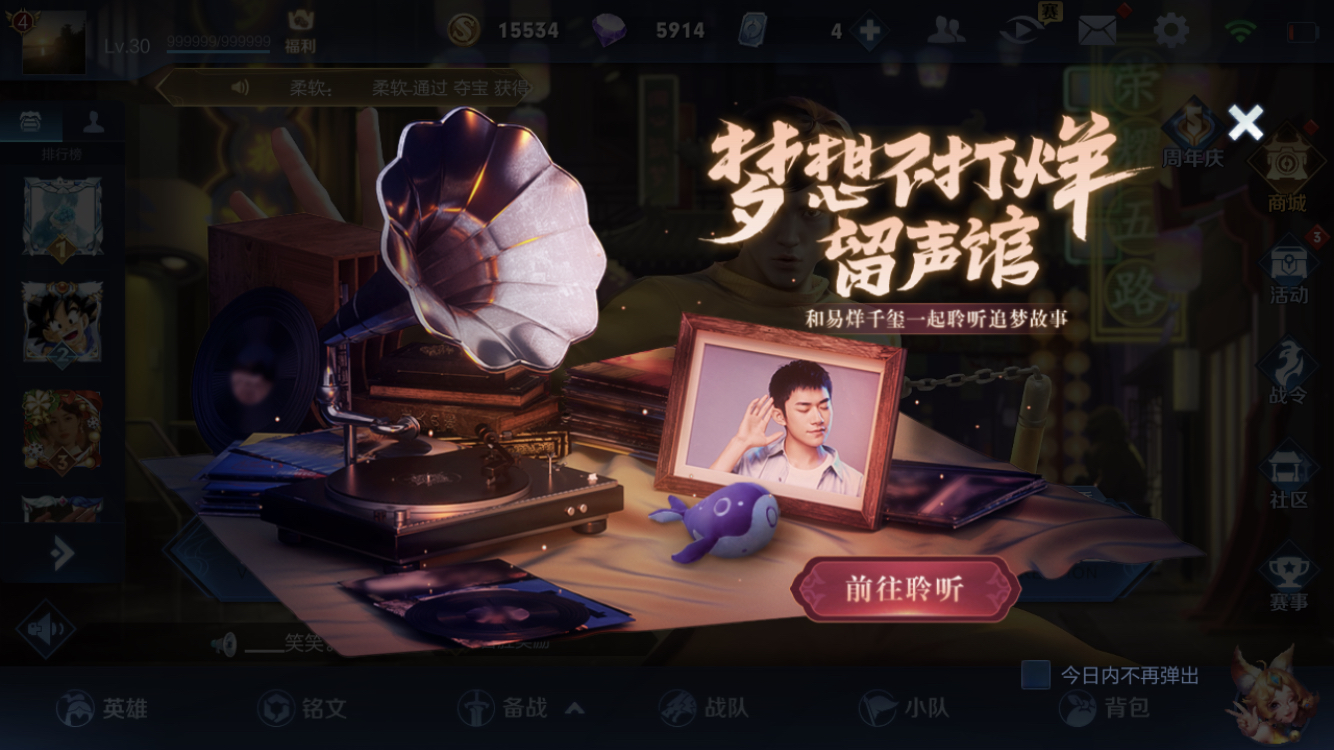 4
Lv.30
999999/999999
福利
15534
5914
4
赛
柔软: 柔软-通过 夺宝 获得
排行榜
1
2
3
梦想不打烊
留声馆
和易烊千玺一起聆听追梦故事
前往聆听
荣耀五路
周年庆
商城
3
活动
战令
社区
赛事
今日内不再弹出
英雄
铭文
备战
战队
小队
背包